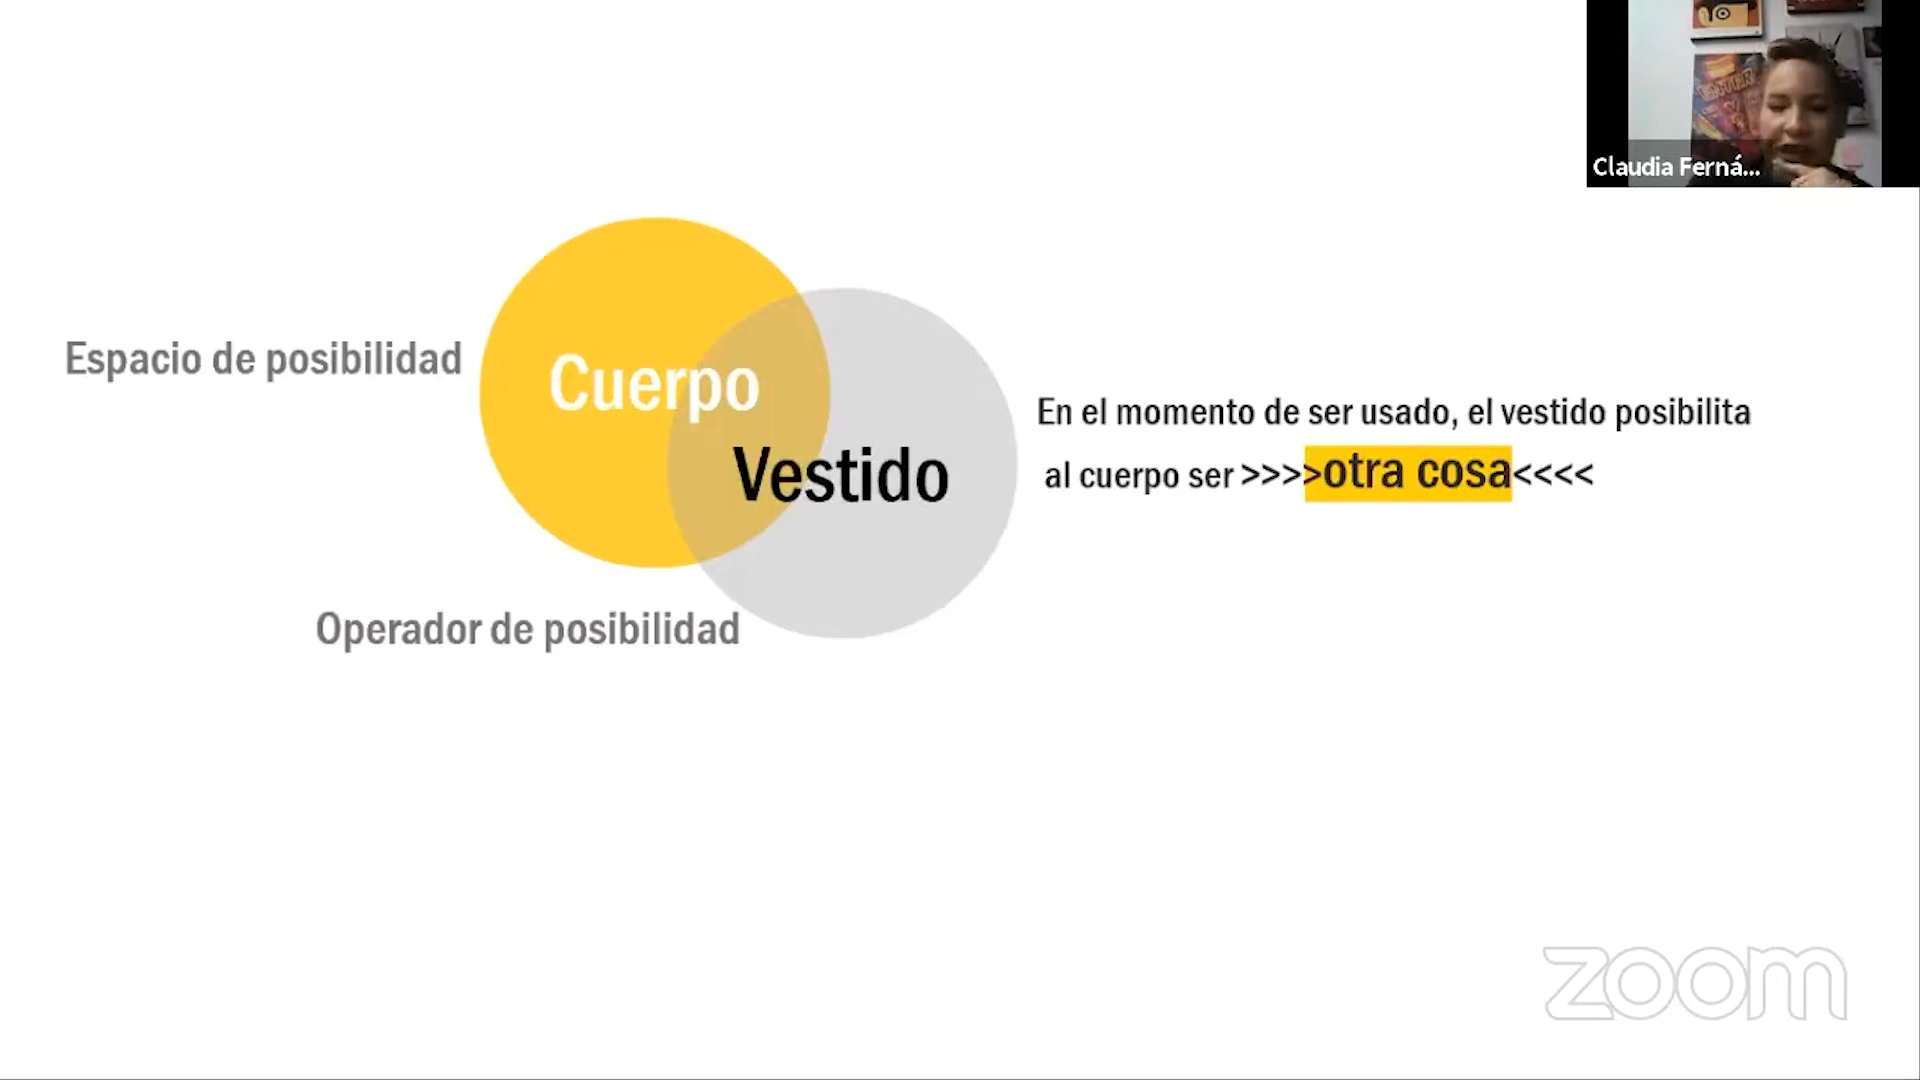 Claudia Ferná...
Espacio de posibilidad
Cuerpo
Vestido
En el momento de ser usado, el vestido posibilita
al cuerpo ser >>>>otra cosa<<<<
Operador de posibilidad
zoom